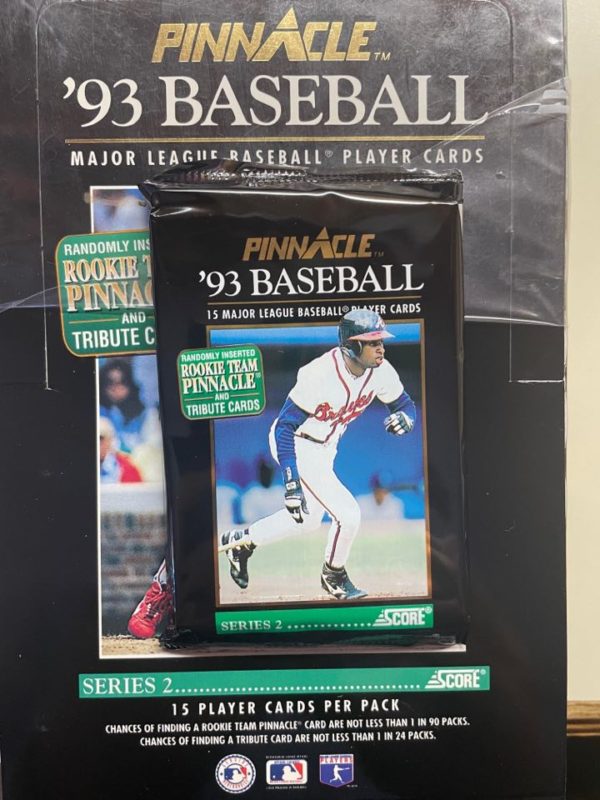 PINNACLE™
'93 BASEBALL
MAJOR LEAGUE BASEBALL® PLAYER CARDS
RANDOMLY INS
ROOKIE T
PINNAC
AND
TRIBUTE C
PINNACLE™
'93 BASEBALL
15 MAJOR LEAGUE BASEBALL® PLAYER CARDS
RANDOMLY INSERTED
ROOKIE TEAM
PINNACLE®
AND
TRIBUTE CARDS
Braves
SERIES 2 SCORE®
SERIES 2 SCORE®
15 PLAYER CARDS PER PACK
CHANCES OF FINDING A ROOKIE TEAM PINNACLE® CARD ARE NOT LESS THAN 1 IN 90 PACKS.
CHANCES OF FINDING A TRIBUTE CARD ARE NOT LESS THAN 1 IN 24 PACKS.
PLAYERS